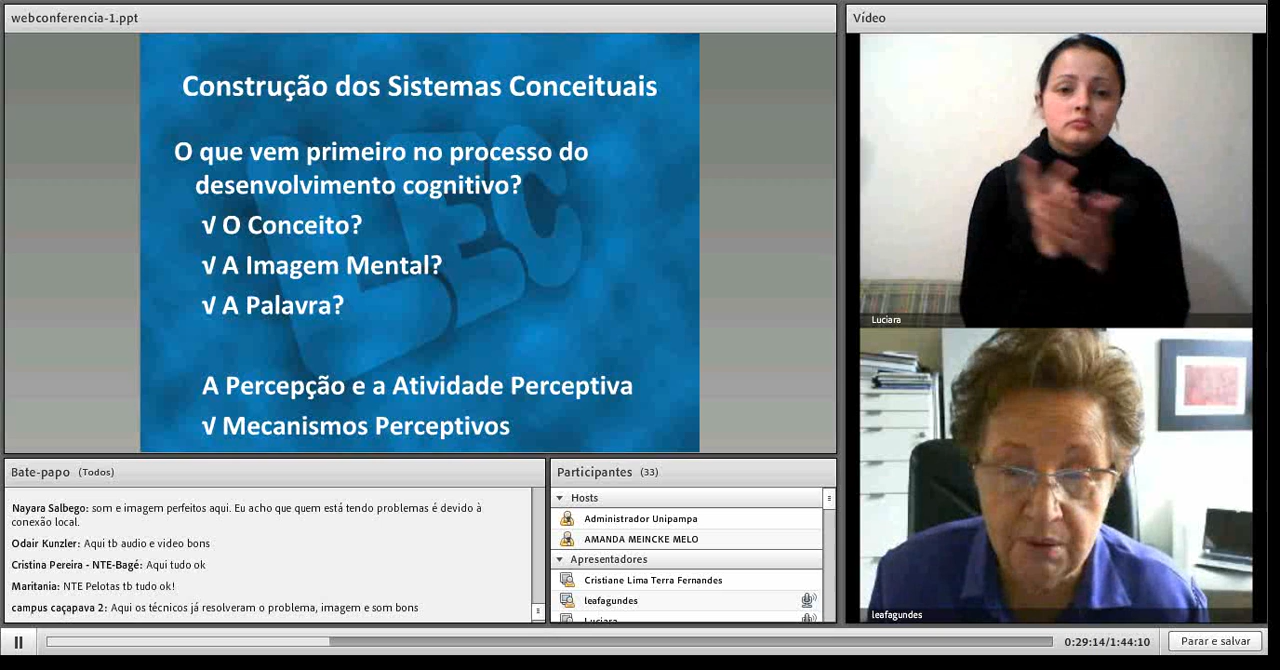 webconferencia-1.ppt
Construção dos Sistemas Conceituais
O que vem primeiro no processo do
desenvolvimento cognitivo?
√ O Conceito?
√ A Imagem Mental?
√ A Palavra?
A Percepção e a Atividade Perceptiva
√ Mecanismos Perceptivos
LEC
Vídeo
Luciara
leafagundes
Bate-papo (Todos)
Nayara Salbego: som e imagem perfeitos aqui. Eu acho que quem está tendo problemas é devido à
conexão local.
Odair Kunzler: Aqui tb audio e video bons
Cristina Pereira - NTE-Bagé: Aqui tudo ok
Maritania: NTE Pelotas tb tudo ok!
campus caçapava 2: Aqui os técnicos já resolveram o problema, imagem e som bons
Participantes (33)
Hosts
Administrador Unipampa
AMANDA MEINCKE MELO
Apresentadores
Cristiane Lima Terra Fernandes
leafagundes
Luciara
0:29:14/1:44:10
Parar e salvar